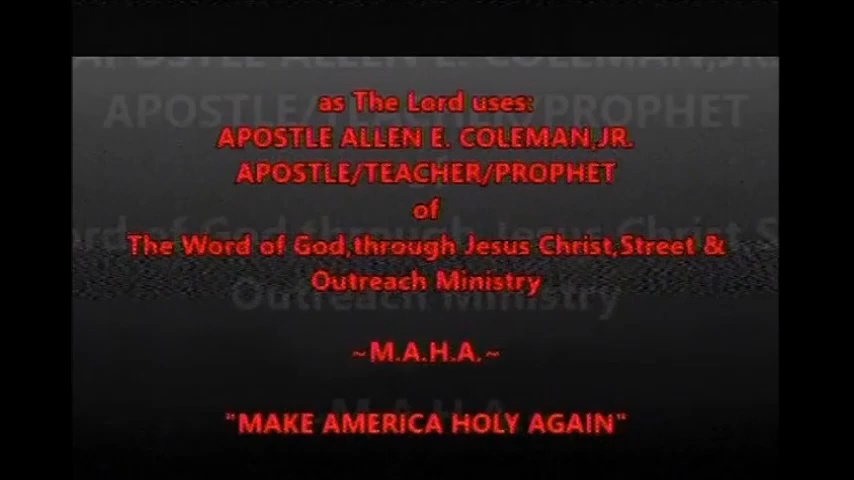 as The Lord uses:
APOSTLE ALLEN E. COLEMAN,JR.
APOSTLE/TEACHER/PROPHET
of
The Word of God,through Jesus Christ,Street &
Outreach Ministry
~M.A.H.A.~
"MAKE AMERICA HOLY AGAIN"